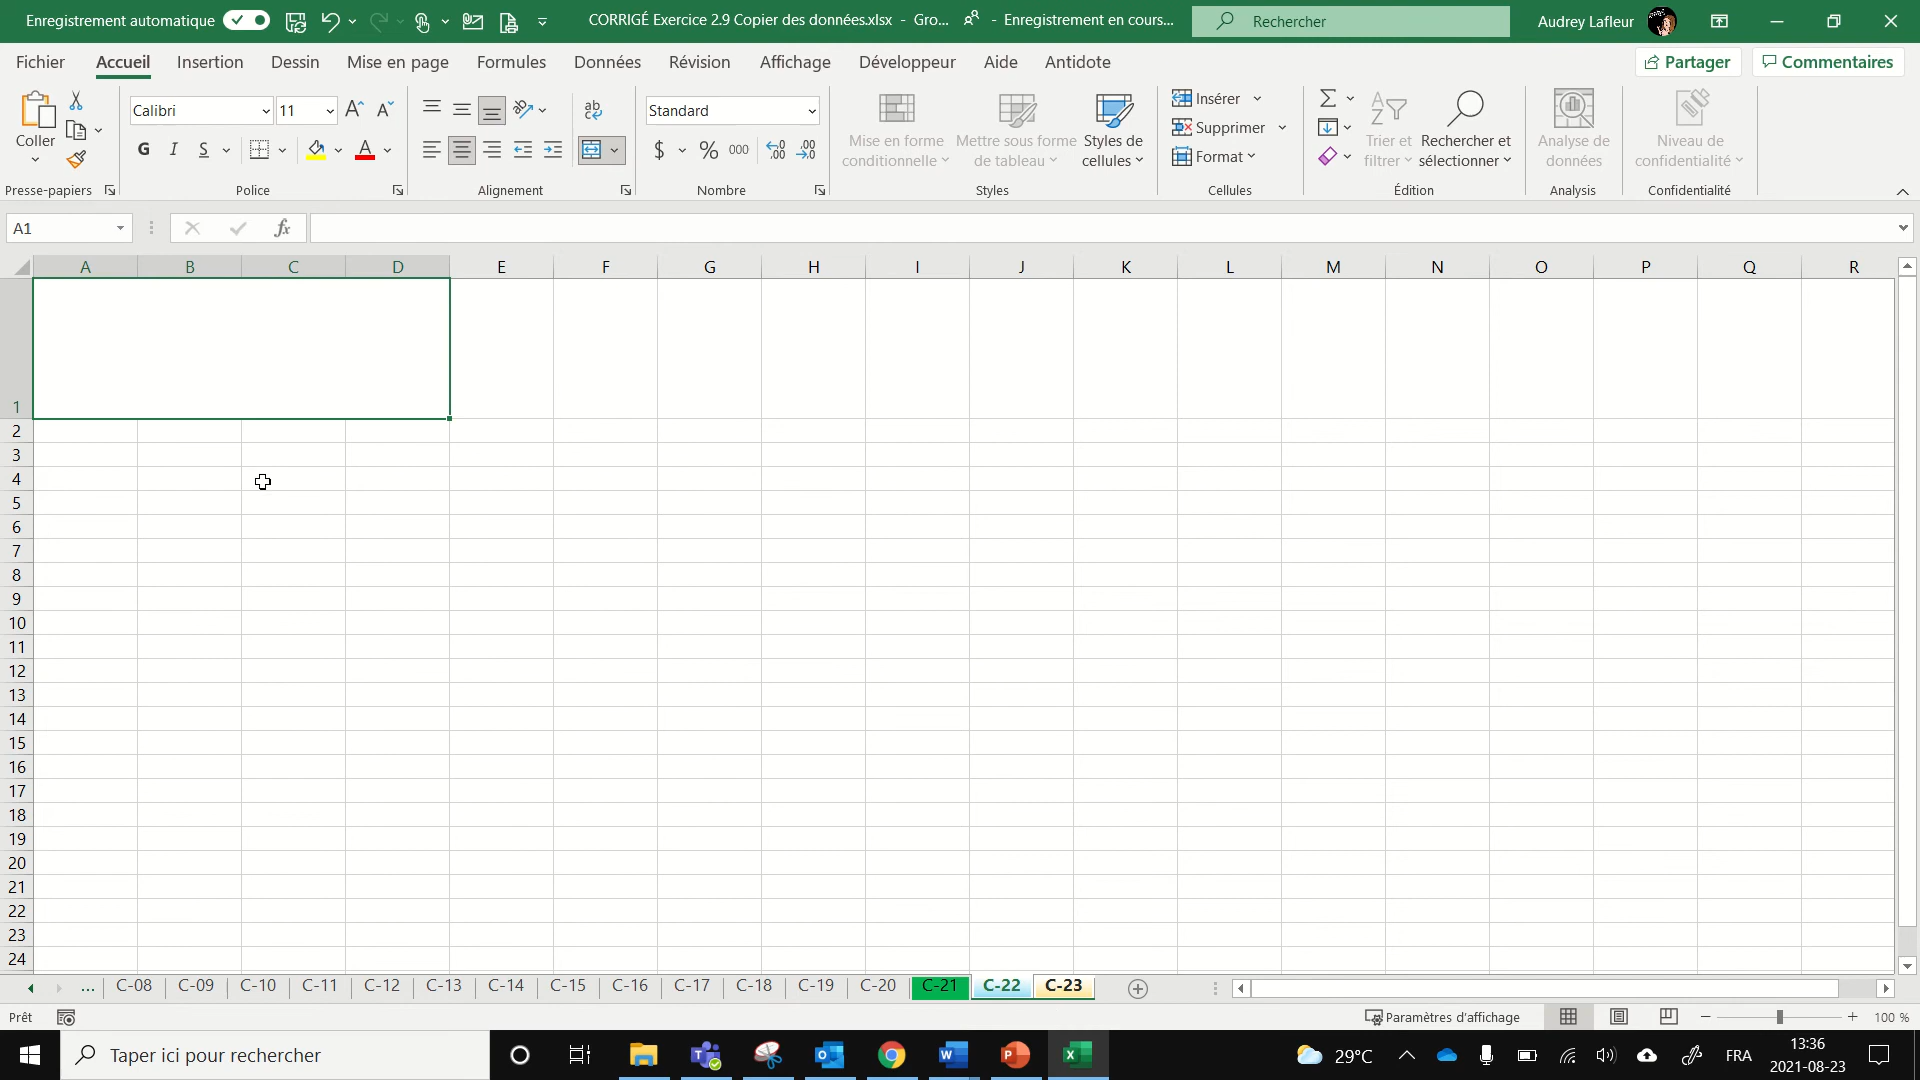 Enregistrement automatique CORRIGÉ Exercice 2.9 Copier des données.xlsx - Gro... - Enregistrement en cours... Rechercher Audrey Lafleur
Fichier Accueil Insertion Dessin Mise en page Formules Données Révision Affichage Développeur Aide Antidote Partager Commentaires
Coller
Presse-papiers
Calibri 11
G I S A
Police
ab
Alignement
Standard
$ % 000
Nombre
Mise en forme conditionnelle
Mettre sous forme de tableau
Styles de cellules
Styles
Insérer
Supprimer
Format
Cellules
Trier et filtrer
Rechercher et sélectionner
Édition
Analyse de données
Analysis
Niveau de confidentialité
Confidentialité
A1 fx
A B C D E F G H I J K L M N O P Q R
1
2
3
4
5
6
7
8
9
10
11
12
13
14
15
16
17
18
19
20
21
22
23
24
... C-08 C-09 C-10 C-11 C-12 C-13 C-14 C-15 C-16 C-17 C-18 C-19 C-20 C-21 C-22 C-23
Prêt Paramètres d'affichage 100 %
Taper ici pour rechercher 29°C FRA 13:36
2021-08-23